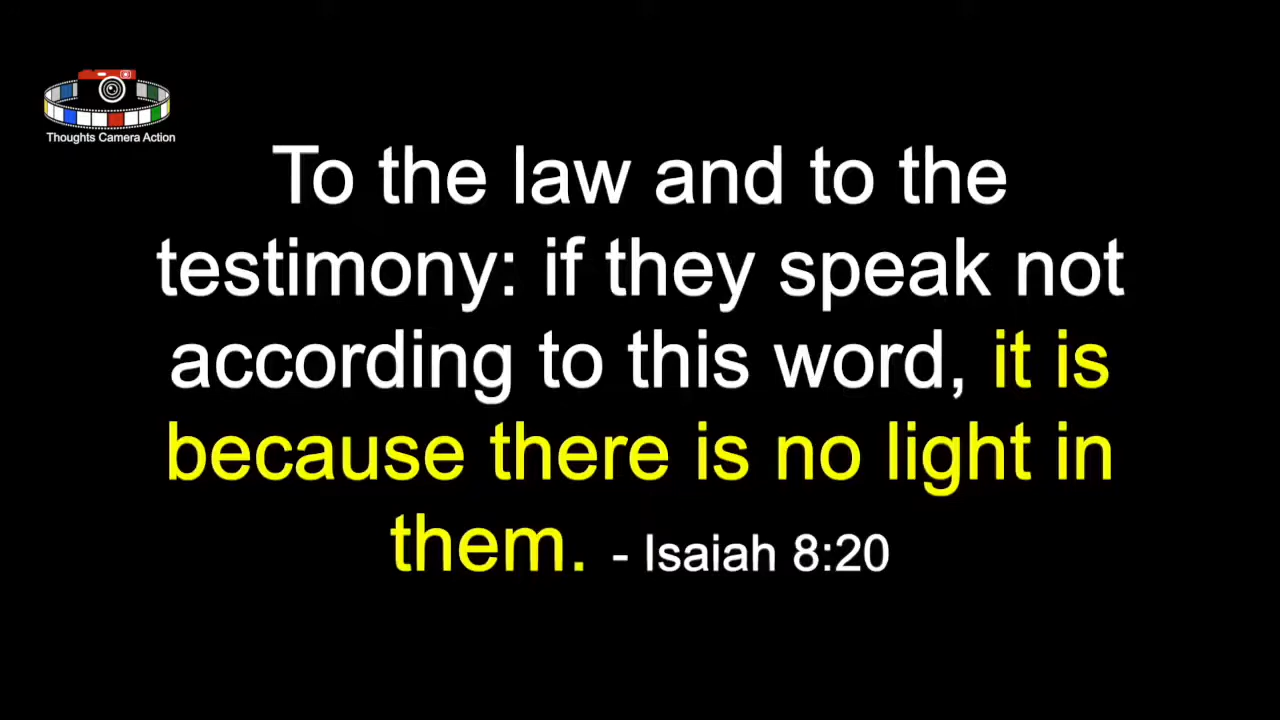 Thoughts Camera Action
To the law and to the
testimony: if they speak not
according to this word, it is
because there is no light in
them. - Isaiah 8:20